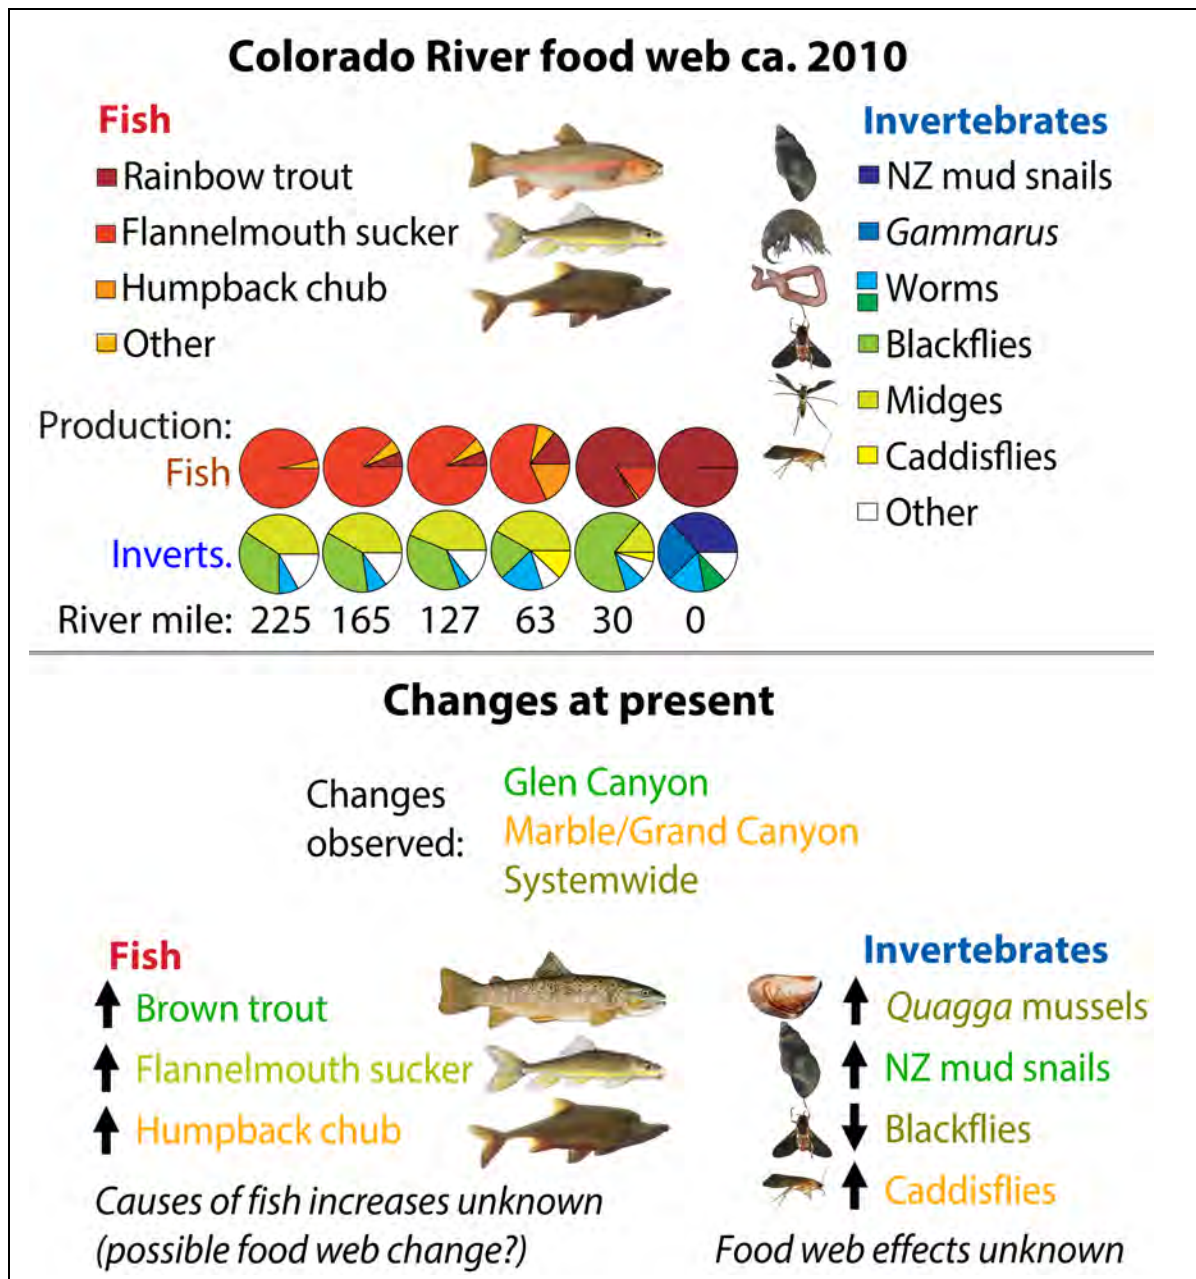 Colorado River food web ca. 2010
Fish
Rainbow trout
Flannelmouth sucker
Humpback chub
Other
Invertebrates
NZ mud snails
Gammarus
Worms
Blackflies
Midges
Caddisflies
Other
Production:
Fish
Inverts.
River mile: 225 165 127 63 30 0
Changes at present
Changes
observed:
Glen Canyon
Marble/Grand Canyon
Systemwide
Fish
Brown trout
Flannelmouth sucker
Humpback chub
Causes of fish increases unknown
(possible food web change?)
Invertebrates
Quagga mussels
NZ mud snails
Blackflies
Caddisflies
Food web effects unknown